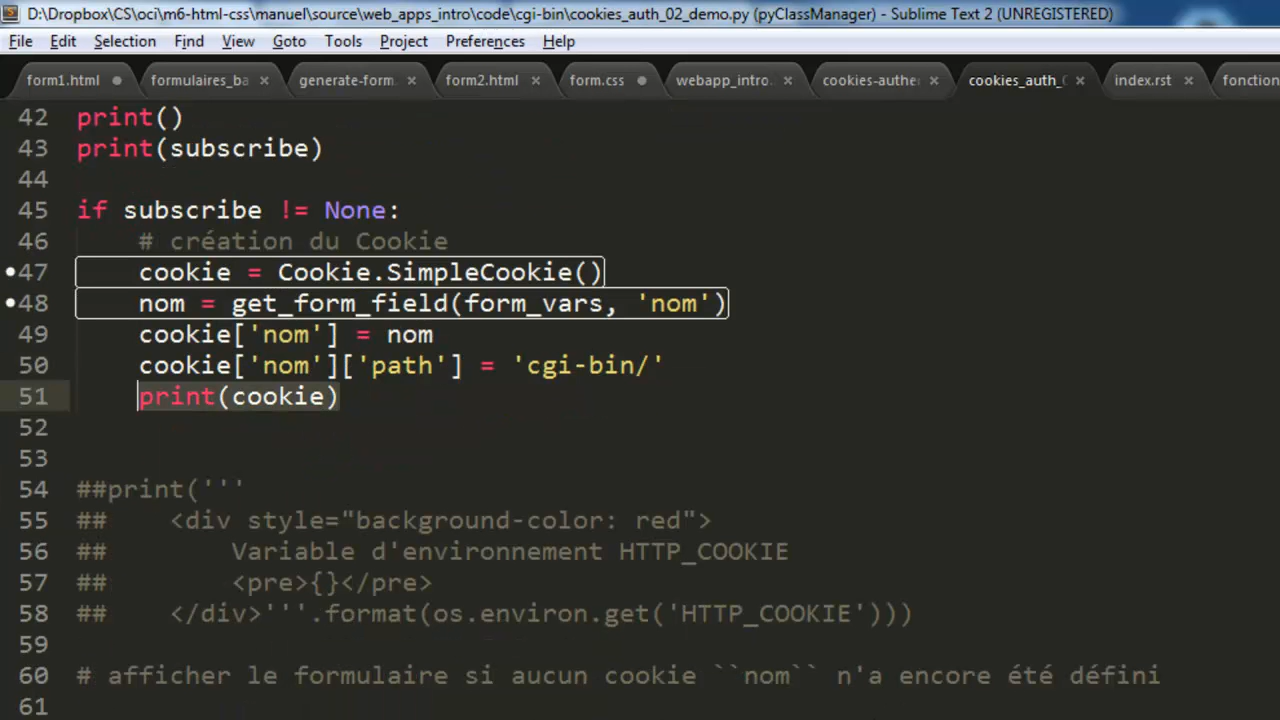 D:\Dropbox\CS\oci\m6-html-css\manuel\source\web_apps_intro\code\cgi-bin\cookies_auth_02_demo.py (pyClassManager) - Sublime Text 2 (UNREGISTERED)
File Edit Selection Find View Goto Tools Project Preferences Help
form1.html formulaires_ba generate-form. form2.html form.css webapp_intro. cookies-auther cookies_auth_0 index.rst fonction
42 print()
43 print(subscribe)
44
45 if subscribe != None:
46 # création du Cookie
47 cookie = Cookie.SimpleCookie()
48 nom = get_form_field(form_vars, 'nom')
49 cookie['nom'] = nom
50 cookie['nom']['path'] = 'cgi-bin/'
51 print(cookie)
52
53
54 ##print('''
55 ## <div style="background-color: red">
56 ## Variable d'environnement HTTP_COOKIE
57 ## <pre>{}</pre>
58 ## </div>'''.format(os.environ.get('HTTP_COOKIE')))
59
60 # afficher le formulaire si aucun cookie ``nom`` n'a encore été défini
61